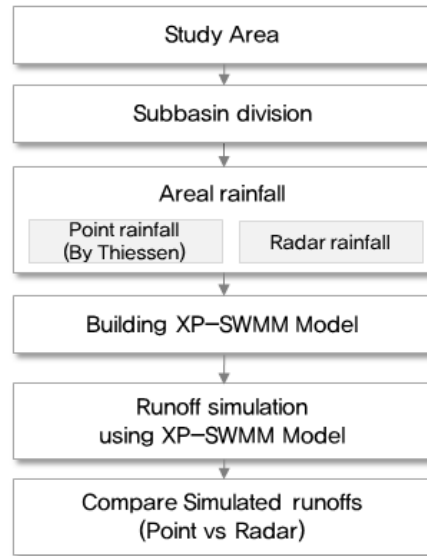 Study Area
Subbasin division
Areal rainfall
Point rainfall
(By Thiessen)
Radar rainfall
Building XP-SWMM Model
Runoff simulation
using XP-SWMM Model
Compare Simulated runoffs
(Point vs Radar)